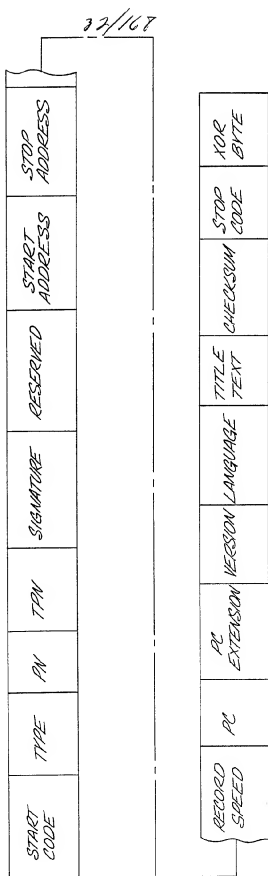 32/168
START
CODE
TYPE
PN
TPN
SIGNATURE
RESERVED
START
ADDRESS
STOP
ADDRESS
RECORD
SPEED
PC
PC
EXTENSION
VERSION
LANGUAGE
TITLE
TEXT
CHECKSUM
STOP
CODE
XOR
BYTE